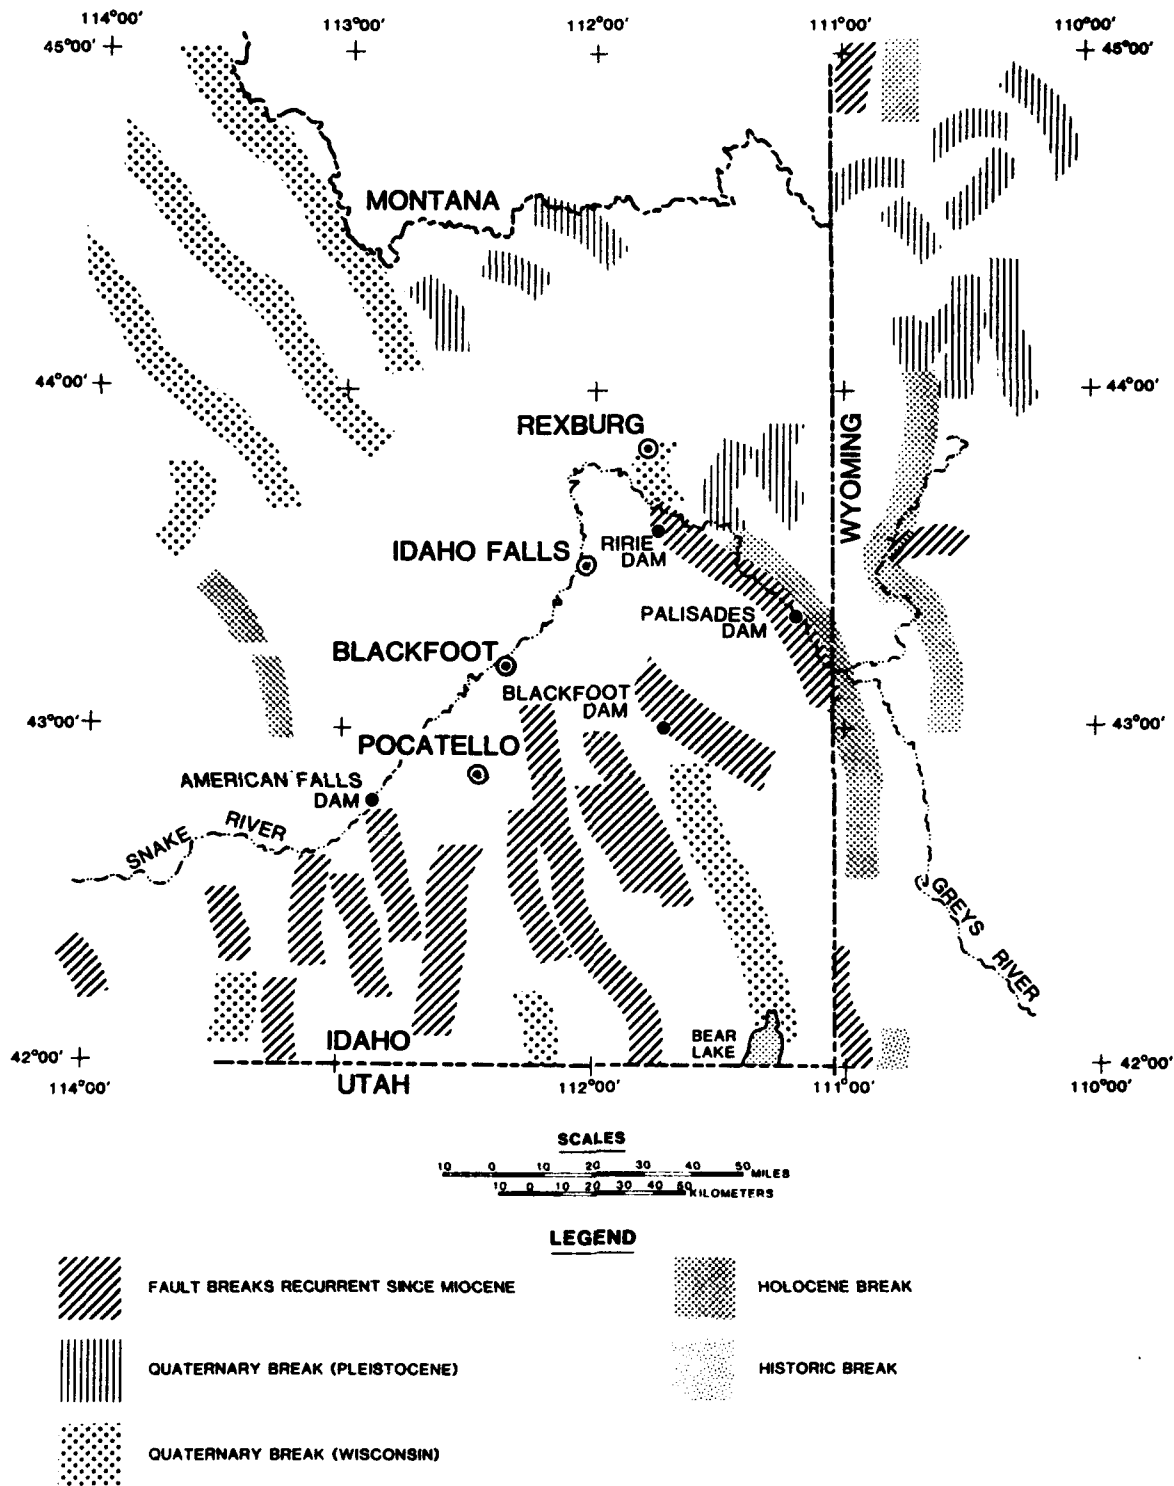 114°00'
113°00'
112°00'
111°00'
110°00'
45°00'
45°00'
MONTANA
44°00'
44°00'
REXBURG
WYOMING
IDAHO FALLS
RIRIE
DAM
PALISADES
DAM
BLACKFOOT
BLACKFOOT
DAM
43°00'
43°00'
POCATELLO
AMERICAN FALLS
DAM
SNAKE RIVER
GREYS RIVER
BEAR
LAKE
IDAHO
42°00'
42°00'
UTAH
114°00'
112°00'
111°00'
110°00'
SCALES
10 0 10 20 30 40 50 MILES
10 0 10 20 30 40 50 KILOMETERS
LEGEND
FAULT BREAKS RECURRENT SINCE MIOCENE
HOLOCENE BREAK
QUATERNARY BREAK (PLEISTOCENE)
HISTORIC BREAK
QUATERNARY BREAK (WISCONSIN)